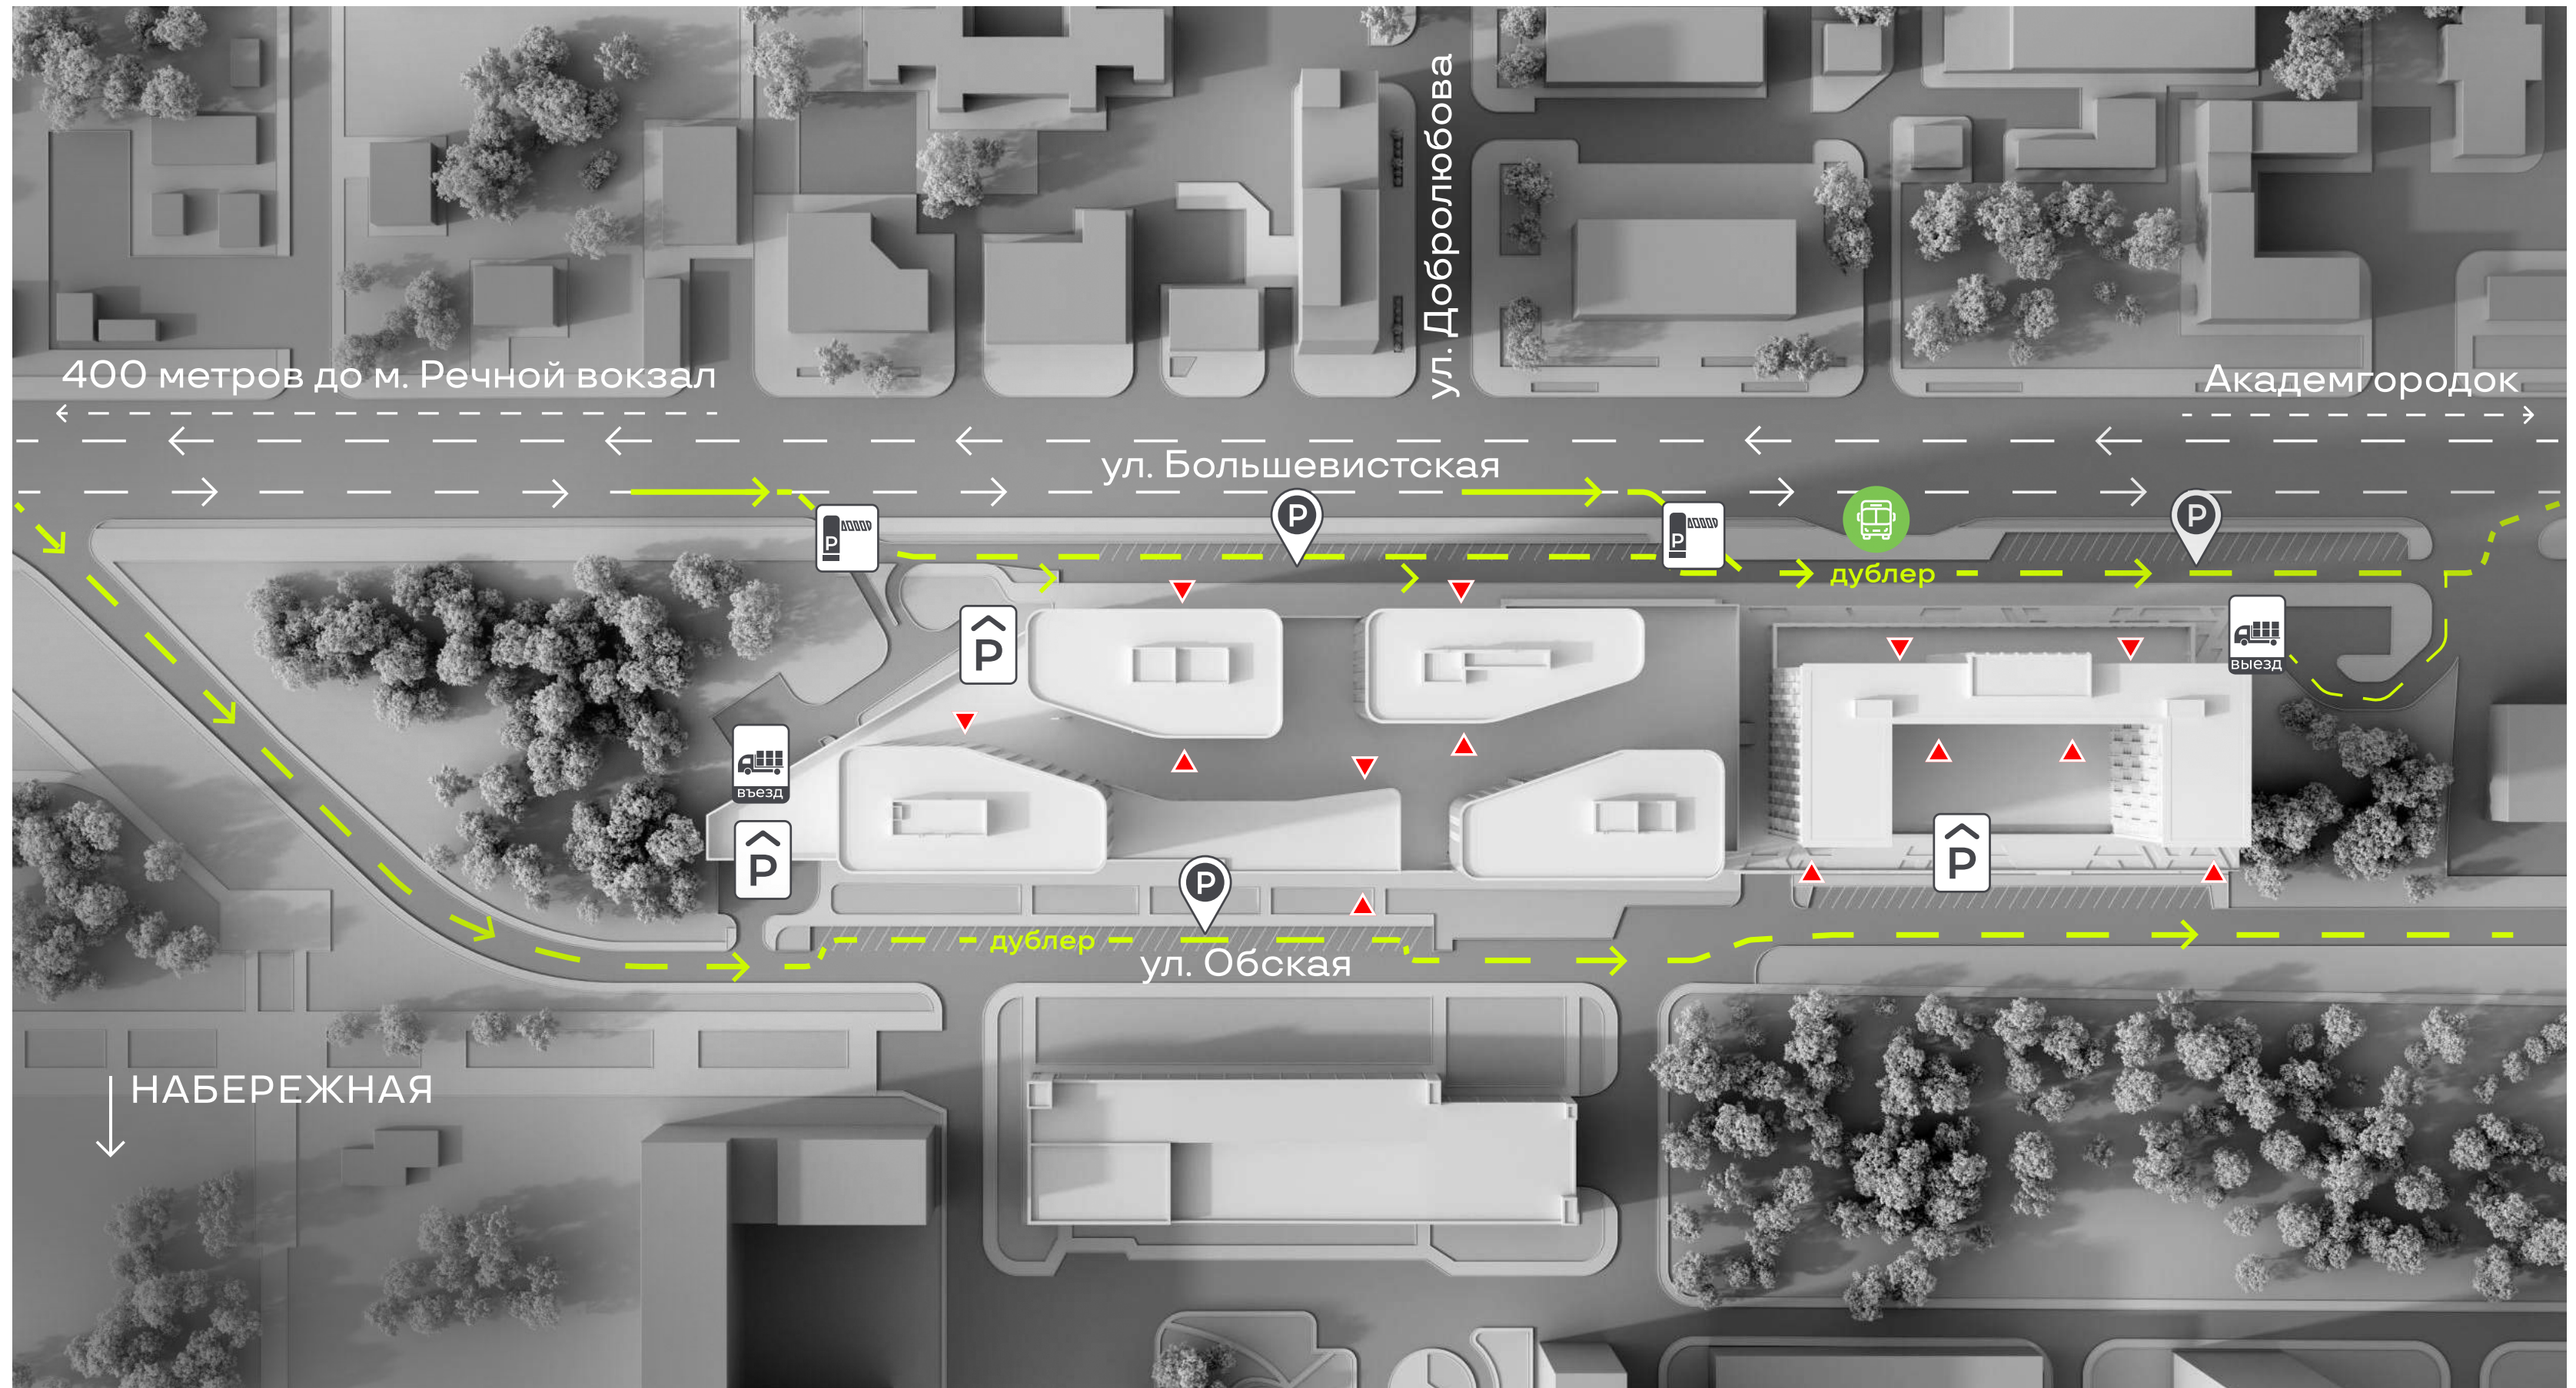 ул. Добролюбова
400 метров до м. Речной вокзал
Академгородок
ул. Большевистская
P
P
P
P
дублер
P
выезд
въезд
P
P
P
дублер
ул. Обская
НАБЕРЕЖНАЯ